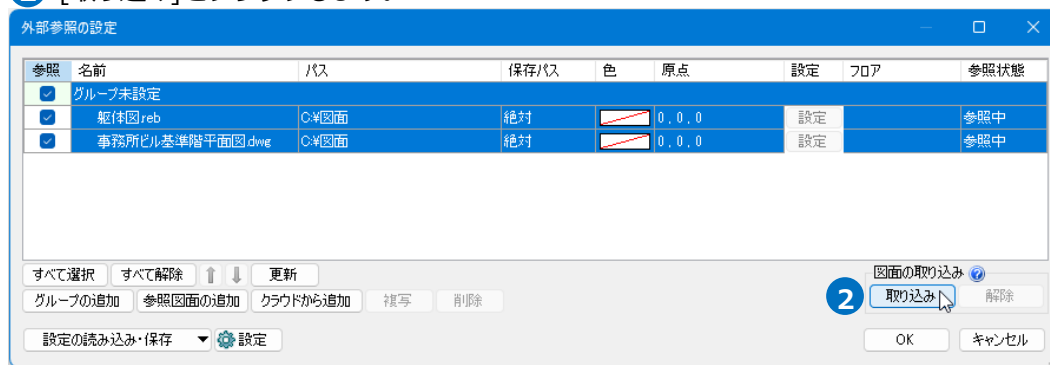 外部参照の設定
参照 名前 パス 保存パス 色 原点 設定 フロア 参照状態
グループ未設定
躯体図.reb C:¥図面 絶対 0, 0, 0 設定 参照中
事務所ビル基準階平面図.dwg C:¥図面 絶対 0, 0, 0 設定 参照中
すべて選択 すべて解除 更新 図面の取り込み
グループの追加 参照図面の追加 クラウドから追加 複写 削除 2 取り込み 解除
設定の読み込み・保存 設定 OK キャンセル